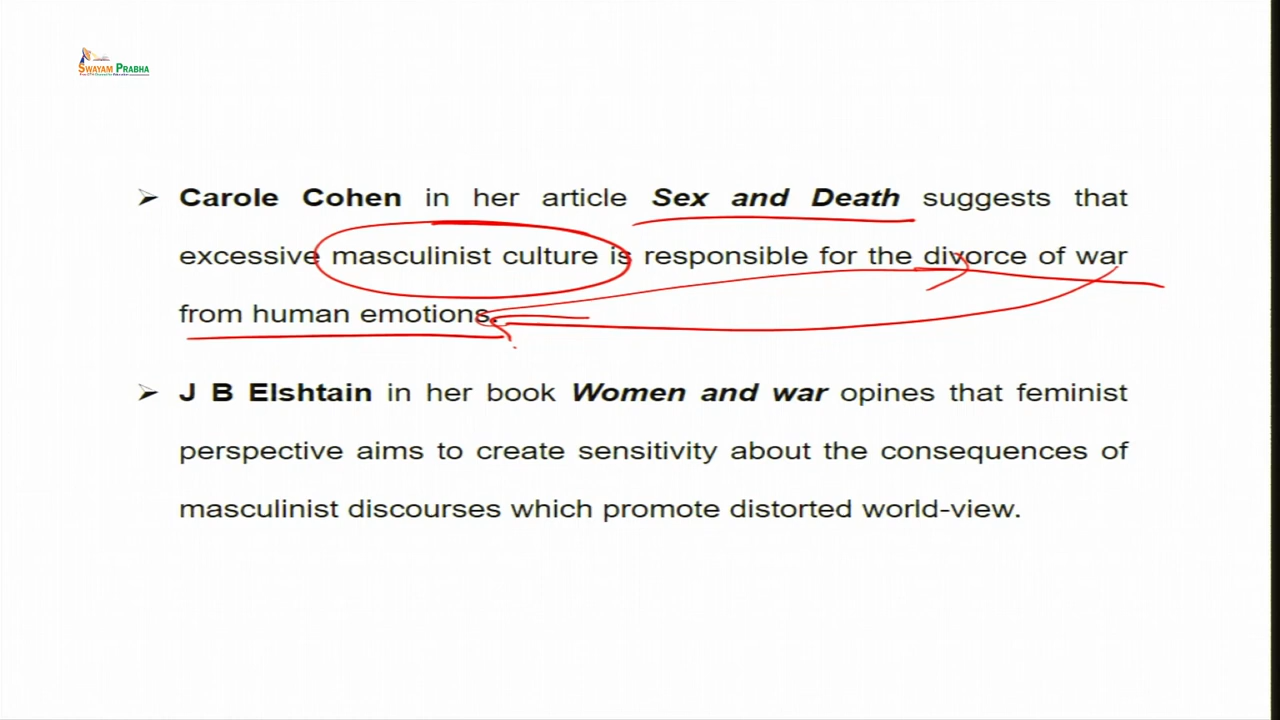 SWAYAM PRABHA
➢ Carole Cohen in her article Sex and Death suggests that
excessive masculinist culture is responsible for the divorce of war
from human emotions.
➢ J B Elshtain in her book Women and war opines that feminist
perspective aims to create sensitivity about the consequences of
masculinist discourses which promote distorted world-view.